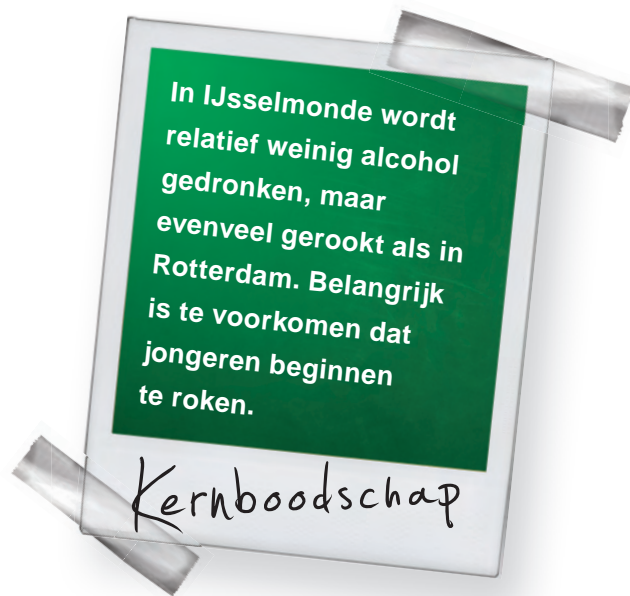 In IJsselmonde wordt
relatief weinig alcohol
gedronken, maar
evenveel gerookt als in
Rotterdam. Belangrijk
is te voorkomen dat
jongeren beginnen
te roken.
Kernboodschap